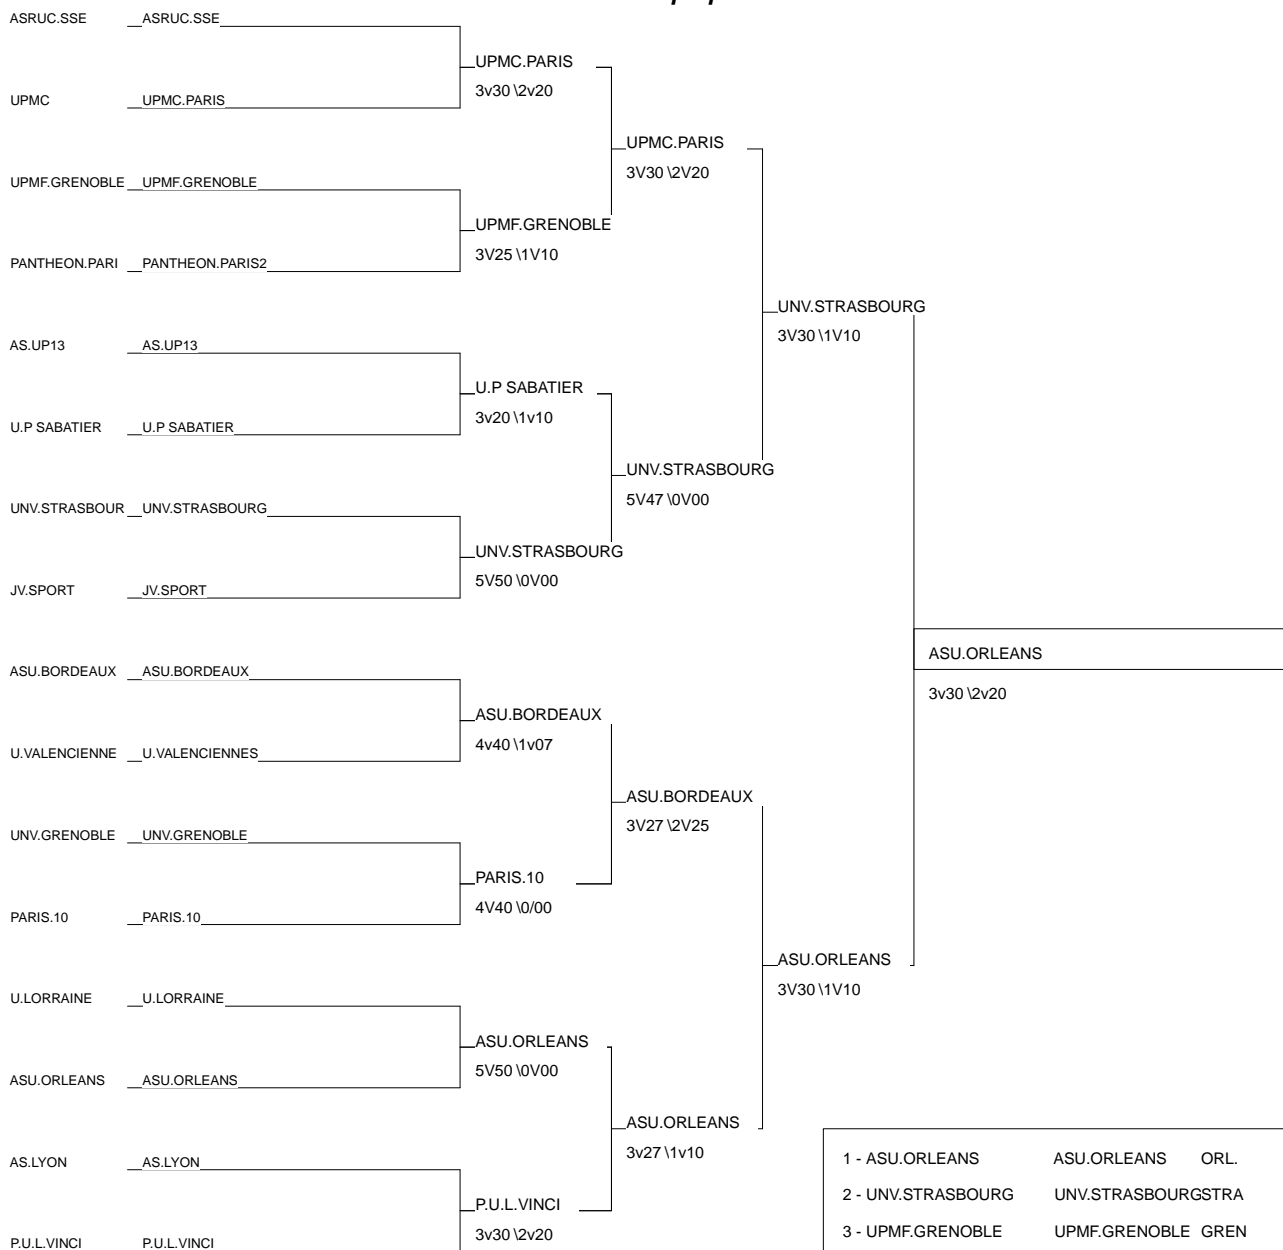 ASRUC.SSE ASRUC.SSE
UPMC.PARIS
3v30 \2v20
UPMC UPMC.PARIS
UPMC.PARIS
3V30 \2V20
UPMF.GRENOBLE UPMF.GRENOBLE
UPMF.GRENOBLE
3V25 \1V10
PANTHEON.PARI PANTHEON.PARIS2
UNV.STRASBOURG
3V30 \1V10
AS.UP13 AS.UP13
U.P SABATIER
3v20 \1v10
U.P SABATIER U.P SABATIER
UNV.STRASBOURG
5V47 \0V00
UNV.STRASBOUR UNV.STRASBOURG
UNV.STRASBOURG
5V50 \0V00
JV.SPORT JV.SPORT
ASU.ORLEANS
3v30 \2v20
ASU.BORDEAUX ASU.BORDEAUX
ASU.BORDEAUX
4v40 \1v07
U.VALENCIENNE U.VALENCIENNES
ASU.BORDEAUX
3V27 \2V25
UNV.GRENOBLE UNV.GRENOBLE
PARIS.10
4V40 \0/00
PARIS.10 PARIS.10
ASU.ORLEANS
3V30 \1V10
U.LORRAINE U.LORRAINE
ASU.ORLEANS
5V50 \0V00
ASU.ORLEANS ASU.ORLEANS
ASU.ORLEANS
3v27 \1v10
AS.LYON AS.LYON
P.U.L.VINCI
3v30 \2v20
P.U.L.VINCI P.U.L.VINCI
1 - ASU.ORLEANS ASU.ORLEANS ORL.
2 - UNV.STRASBOURG UNV.STRASBOURGSTRA
3 - UPMF.GRENOBLE UPMF.GRENOBLE GREN